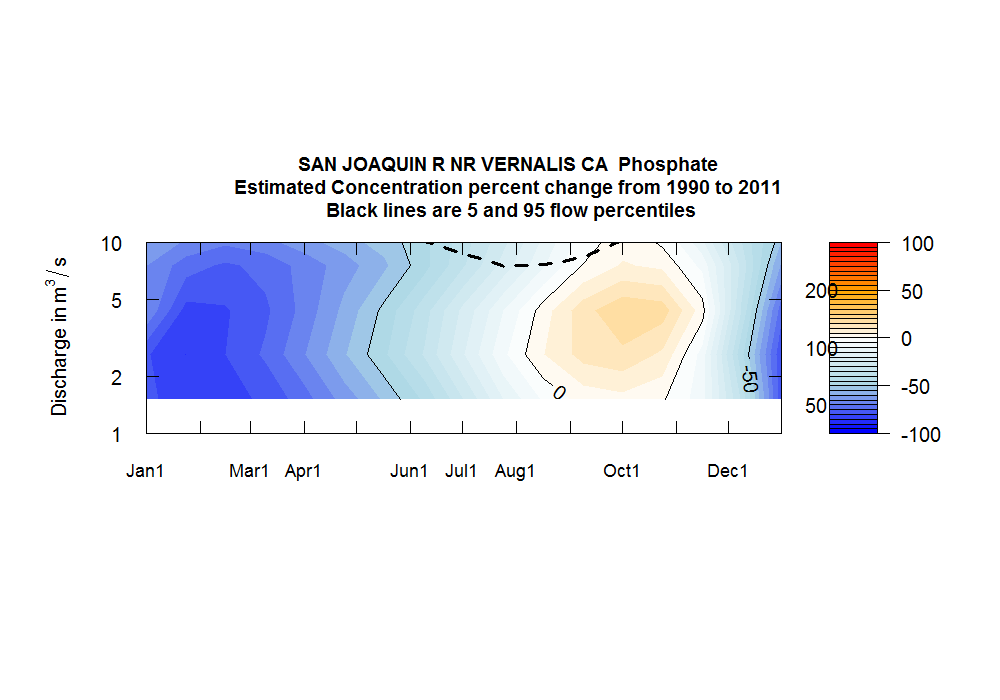 SAN JOAQUIN R NR VERNALIS CA  Phosphate
Estimated Concentration percent change from 1990 to 2011
Black lines are 5 and 95 flow percentiles
Discharge in m³ / s
10
5
2
1
0
-50
Jan1 Mar1 Apr1 Jun1 Jul1 Aug1 Oct1 Dec1
200
100
50
100
50
0
-50
-100